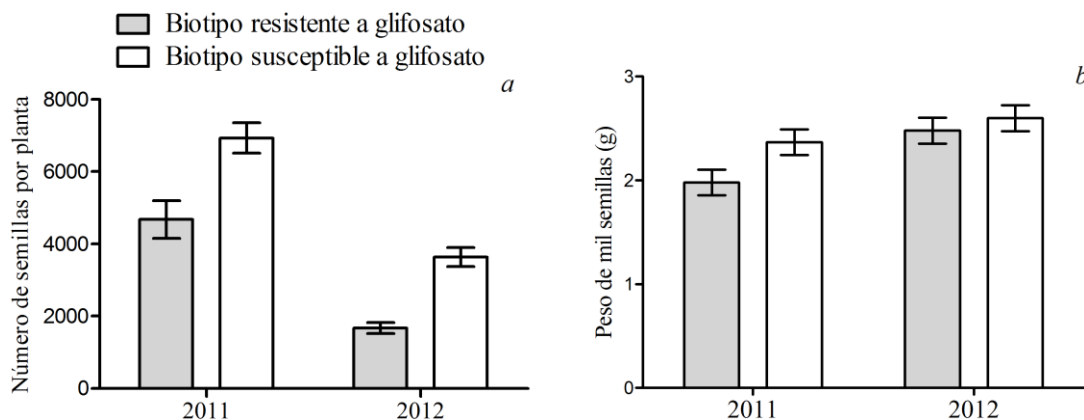 Biotipo resistente a glifosato
Biotipo susceptible a glifosato
a
Número de semillas por planta
8000
6000
4000
2000
0
2011
2012
b
Peso de mil semillas (g)
3
2
1
0
2011
2012